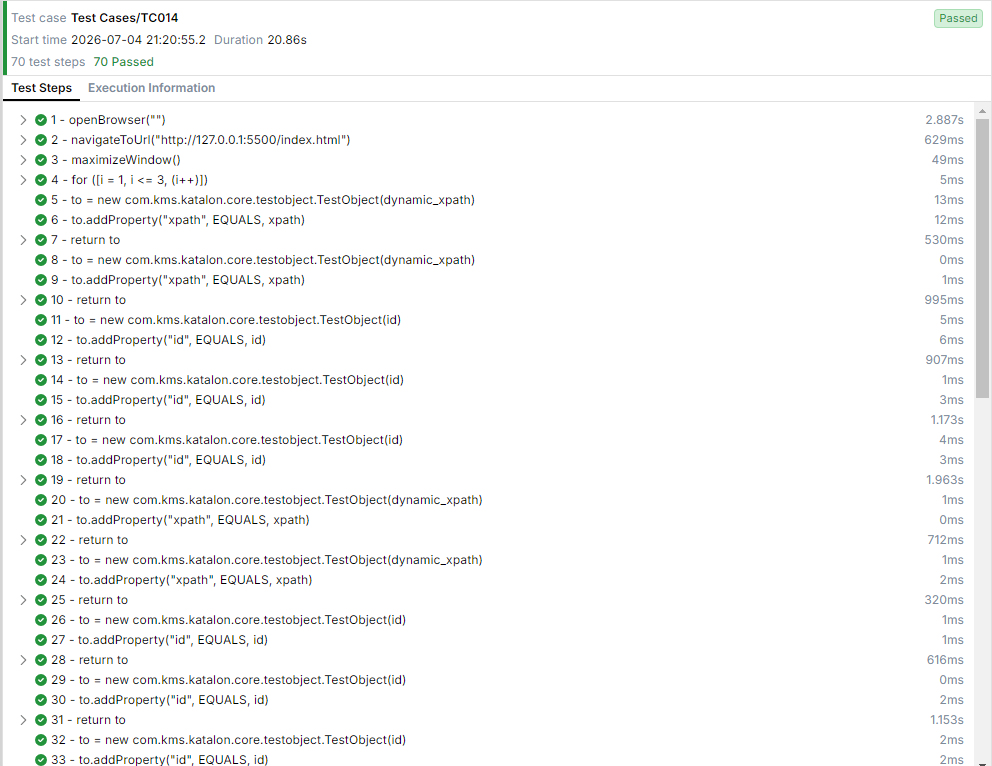 Test case Test Cases/TC014 Passed
Start time 2026-07-04 21:20:55.2 Duration 20.86s
70 test steps 70 Passed
Test Steps Execution Information
1 - openBrowser("") 2.887s
2 - navigateToUrl("http://127.0.0.1:5500/index.html") 629ms
3 - maximizeWindow() 49ms
4 - for ([i = 1, i <= 3, (i++)]) 5ms
5 - to = new com.kms.katalon.core.testobject.TestObject(dynamic_xpath) 13ms
6 - to.addProperty("xpath", EQUALS, xpath) 12ms
7 - return to 530ms
8 - to = new com.kms.katalon.core.testobject.TestObject(dynamic_xpath) 0ms
9 - to.addProperty("xpath", EQUALS, xpath) 1ms
10 - return to 995ms
11 - to = new com.kms.katalon.core.testobject.TestObject(id) 5ms
12 - to.addProperty("id", EQUALS, id) 6ms
13 - return to 907ms
14 - to = new com.kms.katalon.core.testobject.TestObject(id) 1ms
15 - to.addProperty("id", EQUALS, id) 3ms
16 - return to 1.173s
17 - to = new com.kms.katalon.core.testobject.TestObject(id) 4ms
18 - to.addProperty("id", EQUALS, id) 3ms
19 - return to 1.963s
20 - to = new com.kms.katalon.core.testobject.TestObject(dynamic_xpath) 1ms
21 - to.addProperty("xpath", EQUALS, xpath) 0ms
22 - return to 712ms
23 - to = new com.kms.katalon.core.testobject.TestObject(dynamic_xpath) 1ms
24 - to.addProperty("xpath", EQUALS, xpath) 2ms
25 - return to 320ms
26 - to = new com.kms.katalon.core.testobject.TestObject(id) 1ms
27 - to.addProperty("id", EQUALS, id) 1ms
28 - return to 616ms
29 - to = new com.kms.katalon.core.testobject.TestObject(id) 0ms
30 - to.addProperty("id", EQUALS, id) 2ms
31 - return to 1.153s
32 - to = new com.kms.katalon.core.testobject.TestObject(id) 2ms
33 - to.addProperty("id", EQUALS, id) 2ms